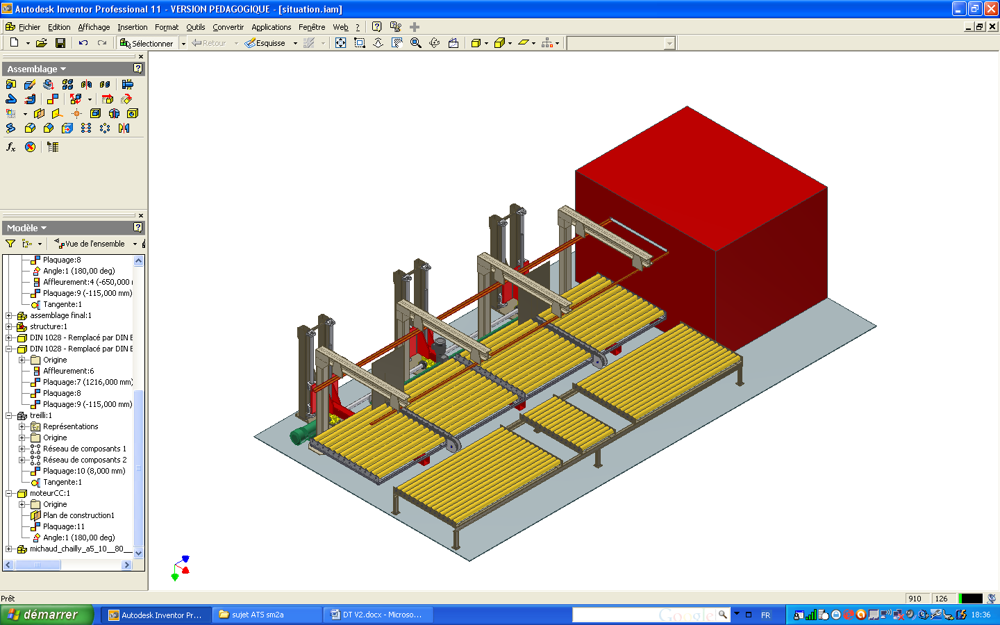 Autodesk Inventor Professional 11 - VERSION PEDAGOGIQUE - [situation.iam]
Fichier Edition Affichage Insertion Format Outils Convertir Applications Fenêtre Web ?
Sélectionner Retour Esquisse
Assemblage
fx
Modèle
Vue de l'ensemble
Plaquage:8
Angle:1 (180,00 deg)
Affleurement:4 (-650,000
Plaquage:9 (-115,000 mm)
Tangente:1
assemblage final:1
structure:1
DIN 1028 - Remplacé par DIN E
DIN 1028 - Remplacé par DIN E
Origine
Affleurement:6
Plaquage:7 (1216,000 mm)
Plaquage:8
Plaquage:9 (-115,000 mm)
treilli:1
Représentations
Origine
Réseau de composants 1
Réseau de composants 2
Plaquage:10 (8,000 mm)
Tangente:1
moteurCC:1
Origine
Plan de construction1
Plaquage:11
Angle:1 (180,00 deg)
michaud_chailly_a5_10__80__
Prêt
910 126
démarrer Autodesk Inventor Pr... sujet ATS sm2a DT V2.docx - Microso... Google FR 18:36